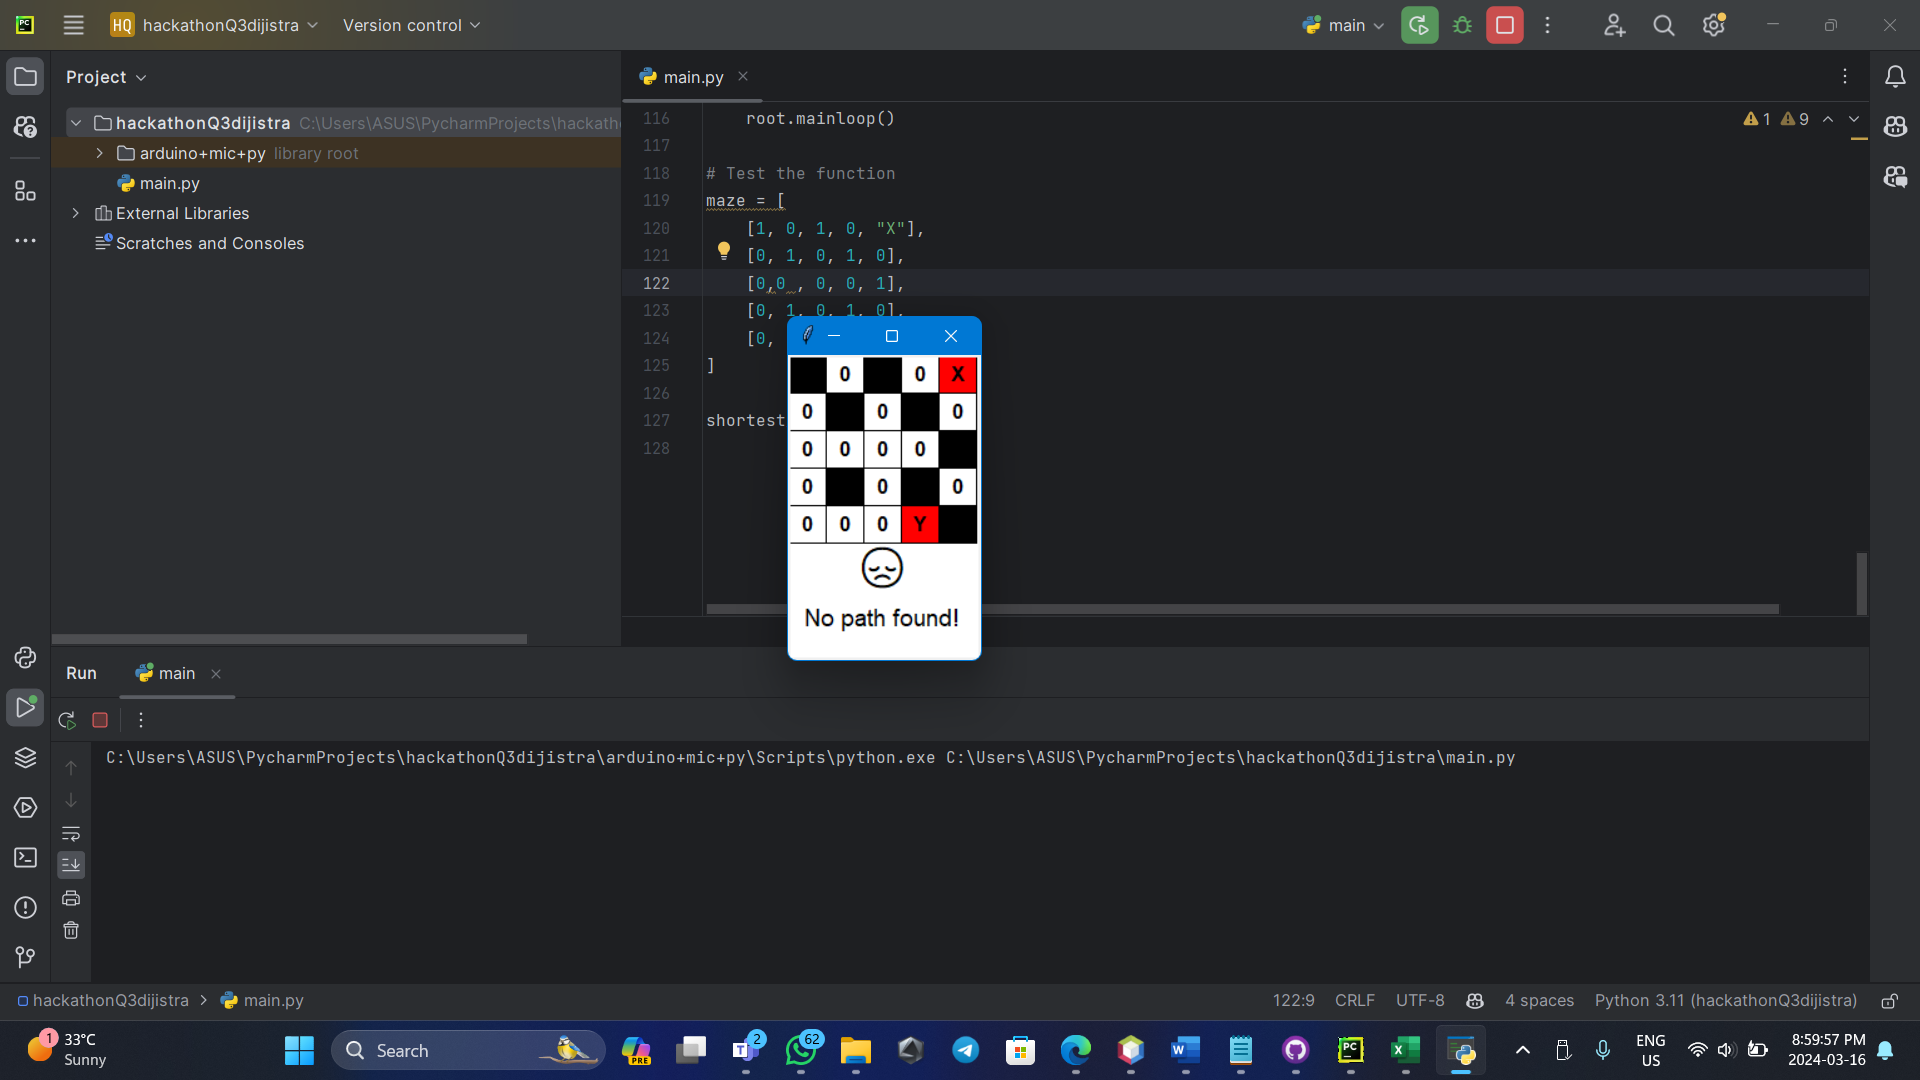 HQ hackathonQ3dijistra Version control main
Project
main.py
hackathonQ3dijistra C:\Users\ASUS\PycharmProjects\hackath
arduino+mic+py library root
main.py
External Libraries
Scratches and Consoles
1 9
116 root.mainloop()
117
118 # Test the function
119 maze = [
120 [1, 0, 1, 0, "X"],
121 [0, 1, 0, 1, 0],
122 [0,0 , 0, 0, 1],
123 [0, 1, 0, 1, 0],
124 [0,
125 ]
126
127 shortest
128
0 0 X
0 0 0
0 0 0 0
0 0 0
0 0 0 Y
No path found!
Run main
C:\Users\ASUS\PycharmProjects\hackathonQ3dijistra\arduino+mic+py\Scripts\python.exe C:\Users\ASUS\PycharmProjects\hackathonQ3dijistra\main.py
hackathonQ3dijistra > main.py 122:9 CRLF UTF-8 4 spaces Python 3.11 (hackathonQ3dijistra)
1 33°C
Sunny
Search
PRE
2
62
ENG
US
8:59:57 PM
2024-03-16